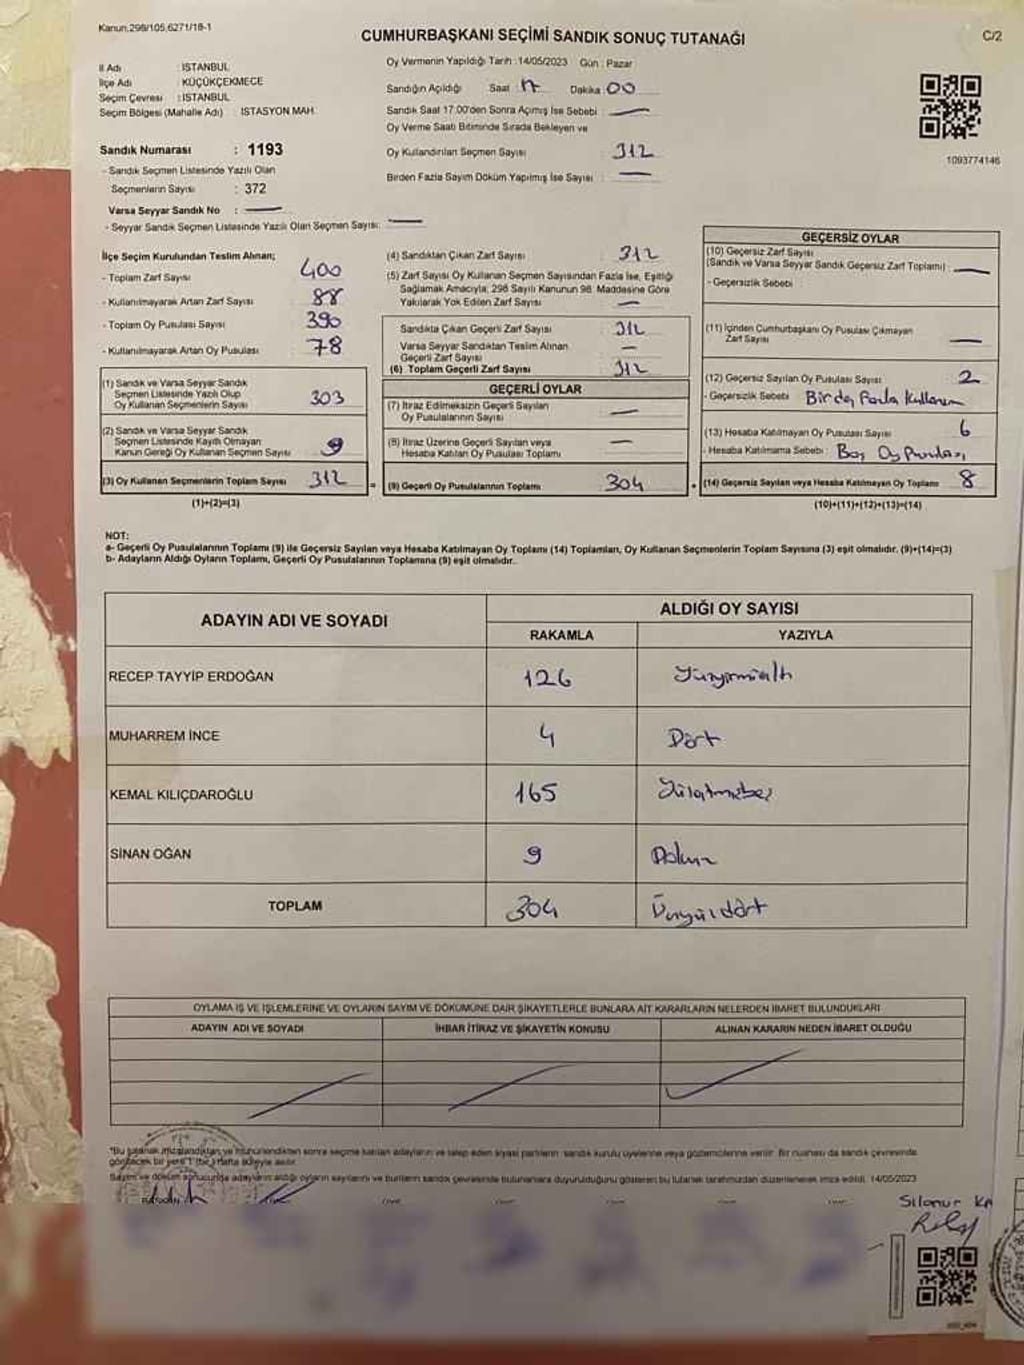 Kanun.298/105,6271/18-1
CUMHURBAŞKANI SEÇİMİ SANDIK SONUÇ TUTANAĞI
C/2
İl Adı : İSTANBUL
İlçe Adı : KÜÇÜKÇEKMECE
Seçim Çevresi : İSTANBUL
Seçim Bölgesi (Mahalle Adı) : İSTASYON MAH.
Sandık Numarası : 1193
- Sandık Seçmen Listesinde Yazılı Olan
Seçmenlerin Sayısı : 372
Varsa Seyyar Sandık No :
- Seyyar Sandık Seçmen Listesinde Yazılı Olan Seçmen Sayısı:
Oy Vermenin Yapıldığı Tarih :14/05/2023 Gün : Pazar
Sandığın Açıldığı Saat : 17 Dakika : 00
Sandık Saat 17:00'den Sonra Açımış İse Sebebi :
Oy Verme Saati Bitiminde Sırada Bekleyen ve
Oy Kullandırılan Seçmen Sayısı : 312
Birden Fazla Sayım Döküm Yapılmış İse Sayısı :
1093774146
İlçe Seçim Kurulundan Teslim Alınan;
- Toplam Zarf Sayısı : 400
- Kullanılmayarak Artan Zarf Sayısı : 88
- Toplam Oy Pusulası Sayısı : 390
- Kullanılmayarak Artan Oy Pusulası : 78
(1) Sandık ve Varsa Seyyar Sandık
Seçmen Listesinde Yazılı Olup
Oy Kullanan Seçmenlerin Sayısı : 303
(2) Sandık ve Varsa Seyyar Sandık
Seçmen Listesinde Kayıtlı Olmayan
Kanun Gereği Oy Kullanan Seçmen Sayısı : 9
(3) Oy Kullanan Seçmenlerin Toplam Sayısı : 312
(1)+(2)=(3)
(4) Sandıktan Çıkan Zarf Sayısı : 312
(5) Zarf Sayısı Oy Kullanan Seçmen Sayısından Fazla İse, Eşitliği
Sağlamak Amacıyla; 298 Sayılı Kanunun 98. Maddesine Göre
Yakılarak Yok Edilen Zarf Sayısı :
Sandıkta Çıkan Geçerli Zarf Sayısı : 312
Varsa Seyyar Sandıktan Teslim Alınan
Geçerli Zarf Sayısı :
(6) Toplam Geçerli Zarf Sayısı : 312
GEÇERLİ OYLAR
(7) İtiraz Edilmeksizin Geçerli Sayılan
Oy Pusulalarının Sayısı :
(8) İtiraz Üzerine Geçerli Sayılan veya
Hesaba Katılan Oy Pusulası Toplamı :
= (9) Geçerli Oy Pusulalarının Toplamı : 304 +
GEÇERSİZ OYLAR
(10) Geçersiz Zarf Sayısı
(Sandık ve Varsa Seyyar Sandık Geçersiz Zarf Toplamı) :
- Geçersizlik Sebebi :
(11) İçinden Cumhurbaşkanı Oy Pusulası Çıkmayan
Zarf Sayısı :
(12) Geçersiz Sayılan Oy Pusulası Sayısı : 2
- Geçersizlik Sebebi : Birden Fazla Kullanım
(13) Hesaba Katılmayan Oy Pusulası Sayısı : 6
- Hesaba Katılmama Sebebi : Boş Oy Pusulası
(14) Geçersiz Sayılan veya Hesaba Katılmayan Oy Toplamı : 8
(10)+(11)+(12)+(13)=(14)
NOT:
a- Geçerli Oy Pusulalarının Toplamı (9) ile Geçersiz Sayılan veya Hesaba Katılmayan Oy Toplamı (14) Toplamları, Oy Kullanan Seçmenlerin Toplam Sayısına (3) eşit olmalıdır. (9)+(14)=(3)
b- Adayların Aldığı Oyların Toplamı, Geçerli Oy Pusulalarının Toplamına (9) eşit olmalıdır.
ADAYIN ADI VE SOYADI
ALDIĞI OY SAYISI
RAKAMLA YAZIYLA
RECEP TAYYİP ERDOĞAN 126 Yüzyirmialtı
MUHARREM İNCE 4 Dört
KEMAL KILIÇDAROĞLU 165 Yüzatmışbeş
SİNAN OĞAN 9 Dokuz
TOPLAM 304 Üçyüzdört
OYLAMA İŞ VE İŞLEMLERİNE VE OYLARIN SAYIM VE DÖKÜMÜNE DAİR ŞİKAYETLERLE BUNLARA AİT KARARLARIN NELERDEN İBARET BULUNDUKLARI
ADAYIN ADI VE SOYADI İHBAR İTİRAZ VE ŞİKAYETİN KONUSU ALINAN KARARIN NEDEN İBARET OLDUĞU
*Bu tutanak imzalandıktan ve mühürlendikten sonra seçime katılan adayların ve talep eden siyasi partilerin sandık kurulu üyelerine veya gözlemcilerine verilir. Bir nushası da sandık çevresinde
görülecek bir yere 1 (bir) hafta süreyle asılır.
Sayım ve döküm sonucunda adayların aldığı oyların sayılarını ve bunların sandık çevresinde bulunanlara duyurulduğunu gösteren bu tutanak tarafımızdan düzenlenerek imza edildi. 14/05/2023